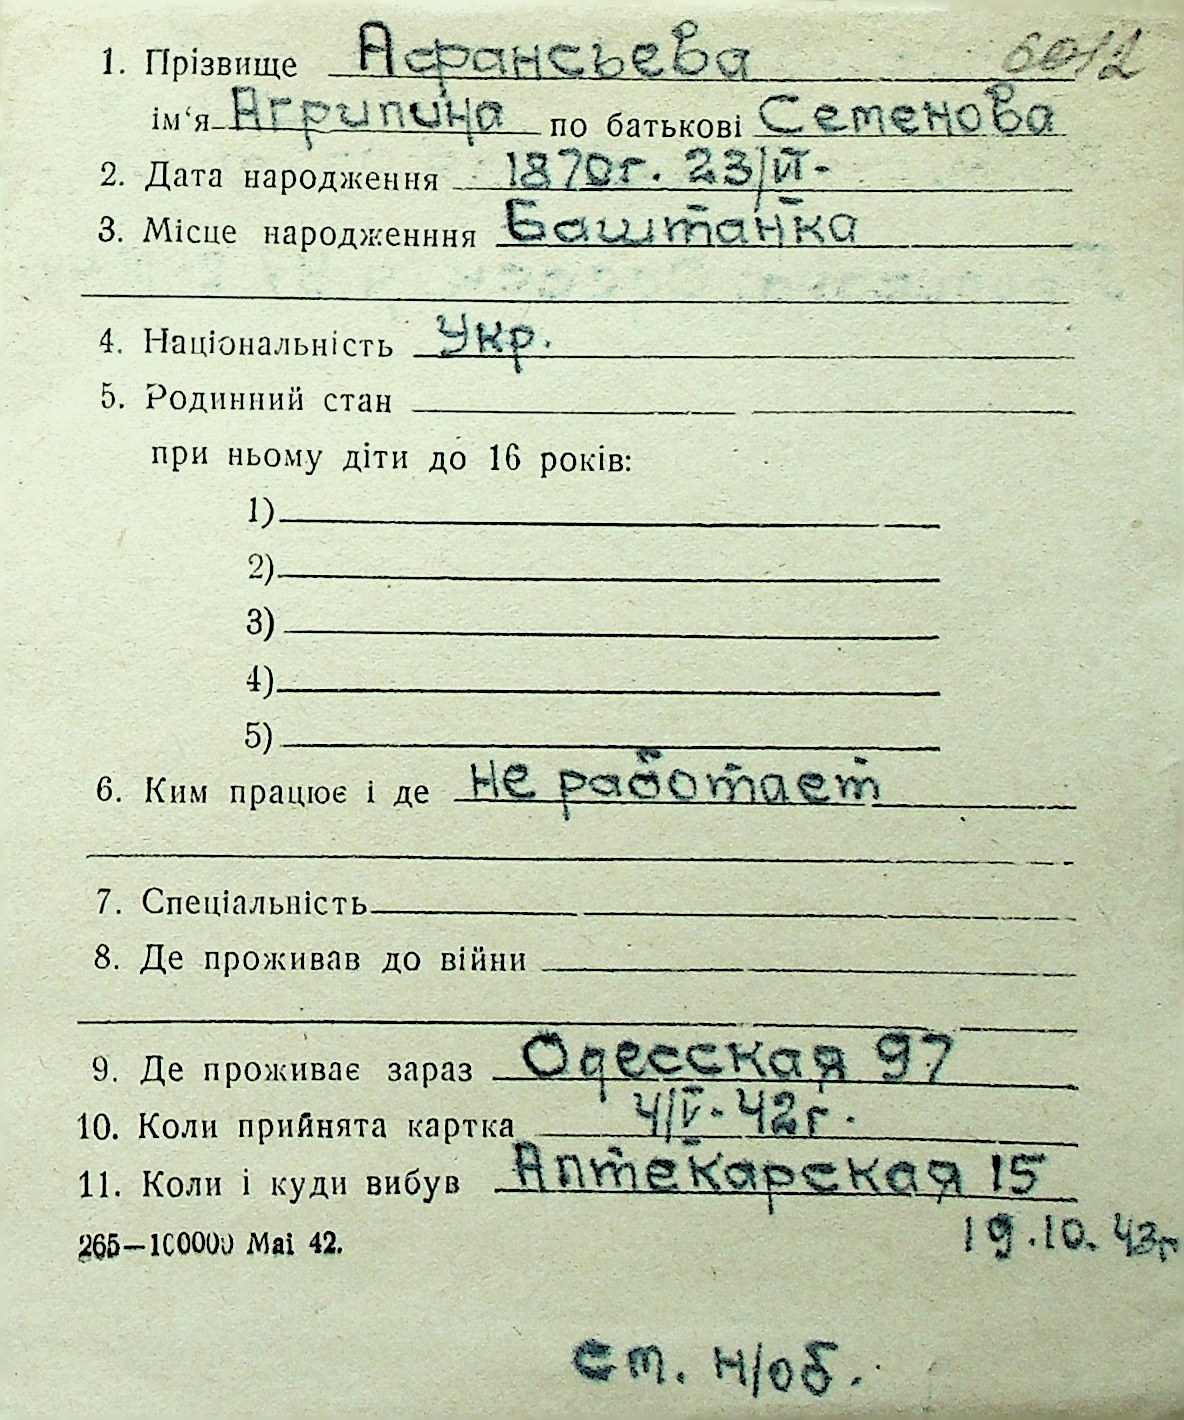 1. Прізвище Афансьева 6012
ім‘я Агрипина по батькові Семенова
2. Дата народження 1870г. 23/VI-
3. Місце народженння Баштанка
4. Національність Укр.
5. Родинний стан
при ньому діти до 16 років:
1)
2)
3)
4)
5)
6. Ким працює і де не работает
7. Спеціальність
8. Де проживав до війни
9. Де проживає зараз Одесская 97
10. Коли прийнята картка 4/V-42г.
11. Коли і куди вибув Аптекарская 15
265—100000 Маі 42. 19.10.43г
ст. н/об.